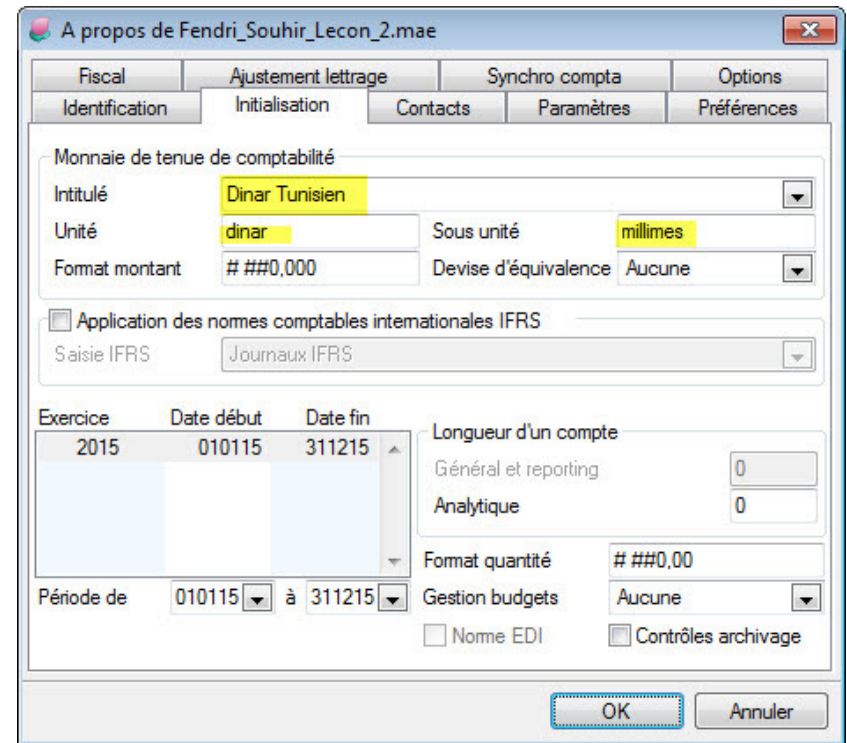 A propos de Fendri_Souhir_Lecon_2.mae
Fiscal Ajustement lettrage Synchro compta Options
Identification Initialisation Contacts Paramètres Préférences
Monnaie de tenue de comptabilité
Intitulé Dinar Tunisien
Unité dinar Sous unité millimes
Format montant # ##0,000 Devise d'équivalence Aucune
Application des normes comptables internationales IFRS
Saisie IFRS Journaux IFRS
Exercice Date début Date fin
2015 010115 311215
Longueur d'un compte
Général et reporting 0
Analytique 0
Format quantité # ##0,00
Période de 010115 à 311215 Gestion budgets Aucune
Norme EDI Contrôles archivage
OK Annuler